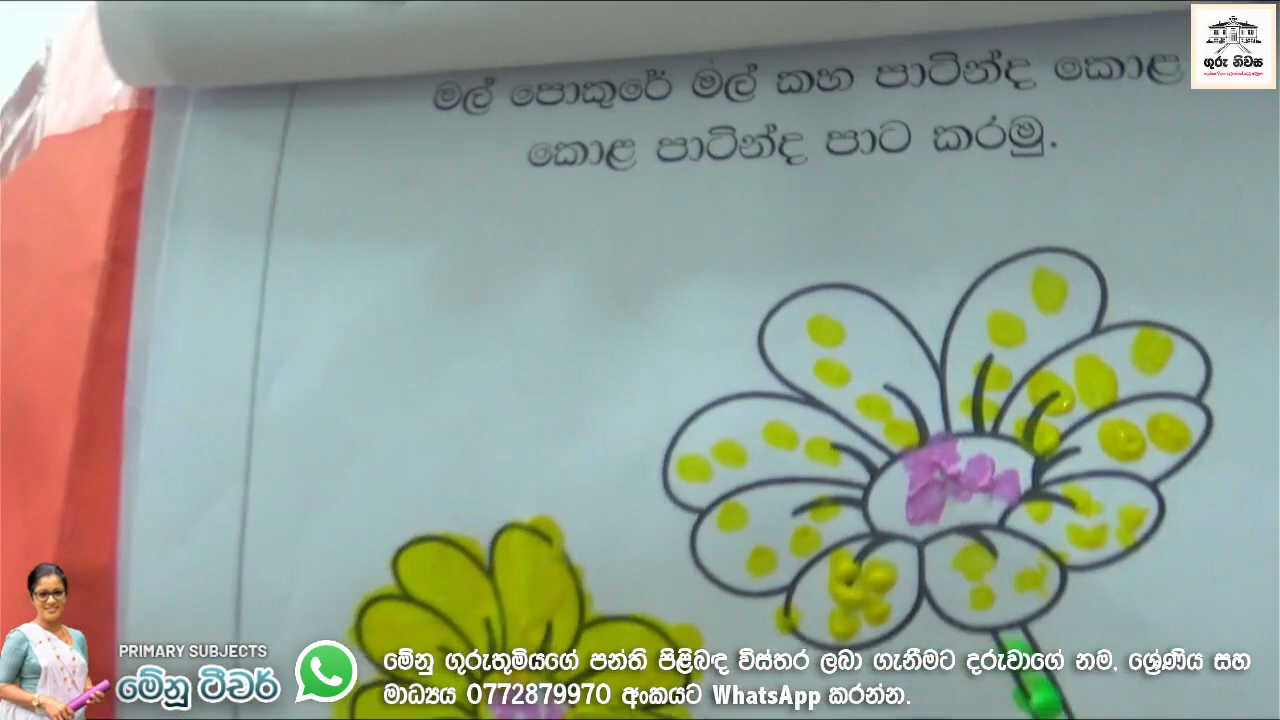 මල් පොකුරේ මල් කහ පාටින්ද කොළ
කොළ පාටින්ද පාට කරමු.
ගුරු නිවස
PRIMARY SUBJECTS
මේනු ටීචර්
මේනු ගුරුතුමියගේ පන්ති පිළිබඳ විස්තර ලබා ගැනීමට දරුවාගේ නම, ශ්‍රේණිය සහ
මාධ්‍යය 0772879970 අංකයට WhatsApp කරන්න.